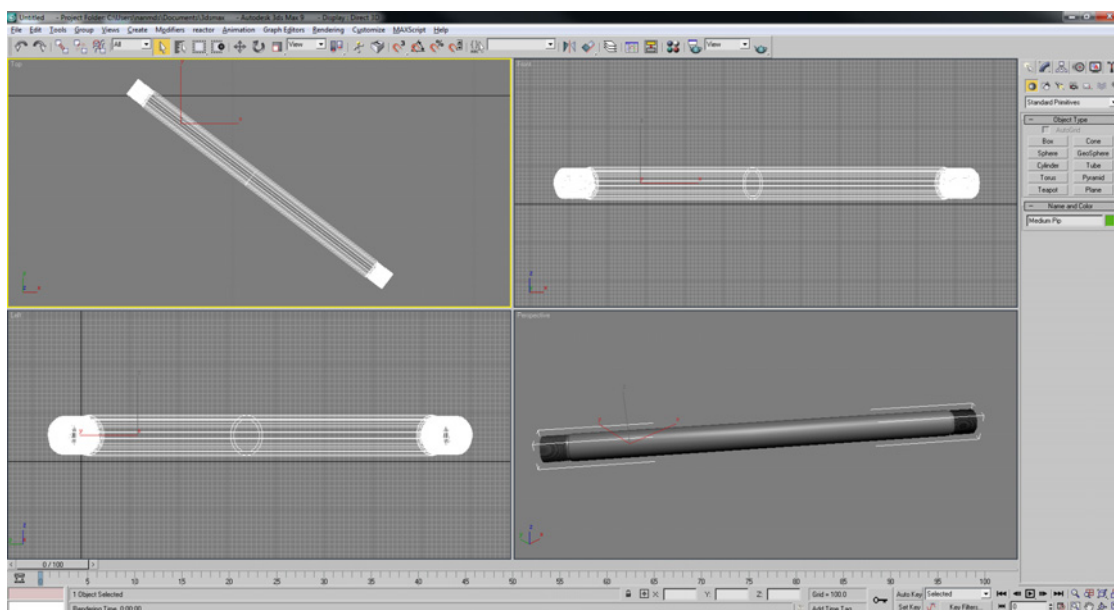 Untitled - Project Folder: C:\Users\nanmds\Documents\3dsmax - Autodesk 3ds Max 9 - Display : Direct 3D
File Edit Tools Group Views Create Modifiers reactor Animation Graph Editors Rendering Customize MAXScript Help
All View View
Top Front
Standard Primitives
Object Type
AutoGrid
Box Cone
Sphere GeoSphere
Cylinder Tube
Torus Pyramid
Teapot Plane
Name and Color
Medium Pip
Left Perspective
0 / 100
0 5 10 15 20 25 30 35 40 45 50 55 60 65 70 75 80 85 90 95 100
1 Object Selected X: Y: Z: Grid = 100.0 Auto Key Selected
Rendering Time 0:00:00 Add Time Tag Set Key Key Filters... 0